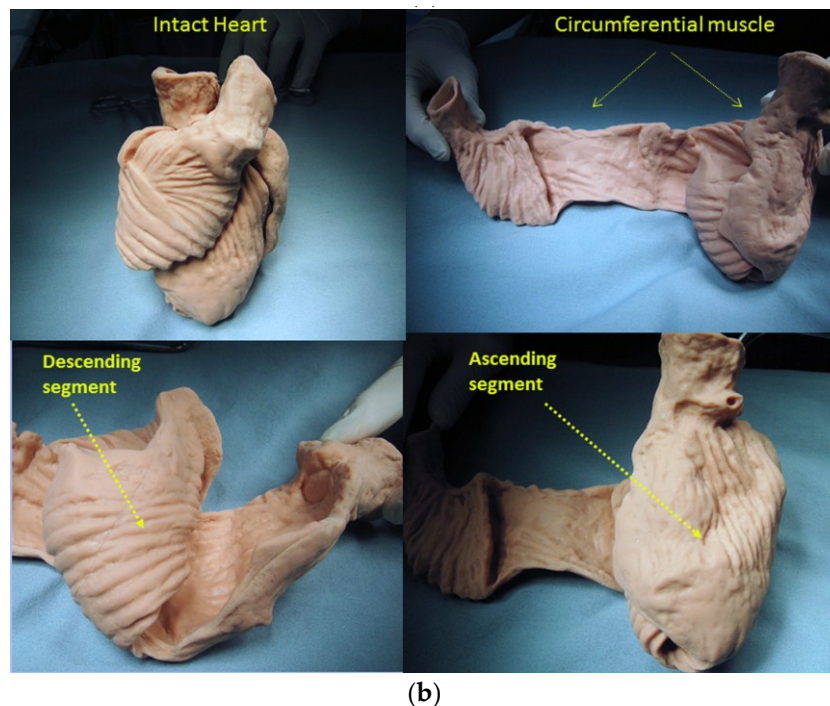 Intact Heart
Circumferential muscle
Descending
segment
Ascending
segment
(b)